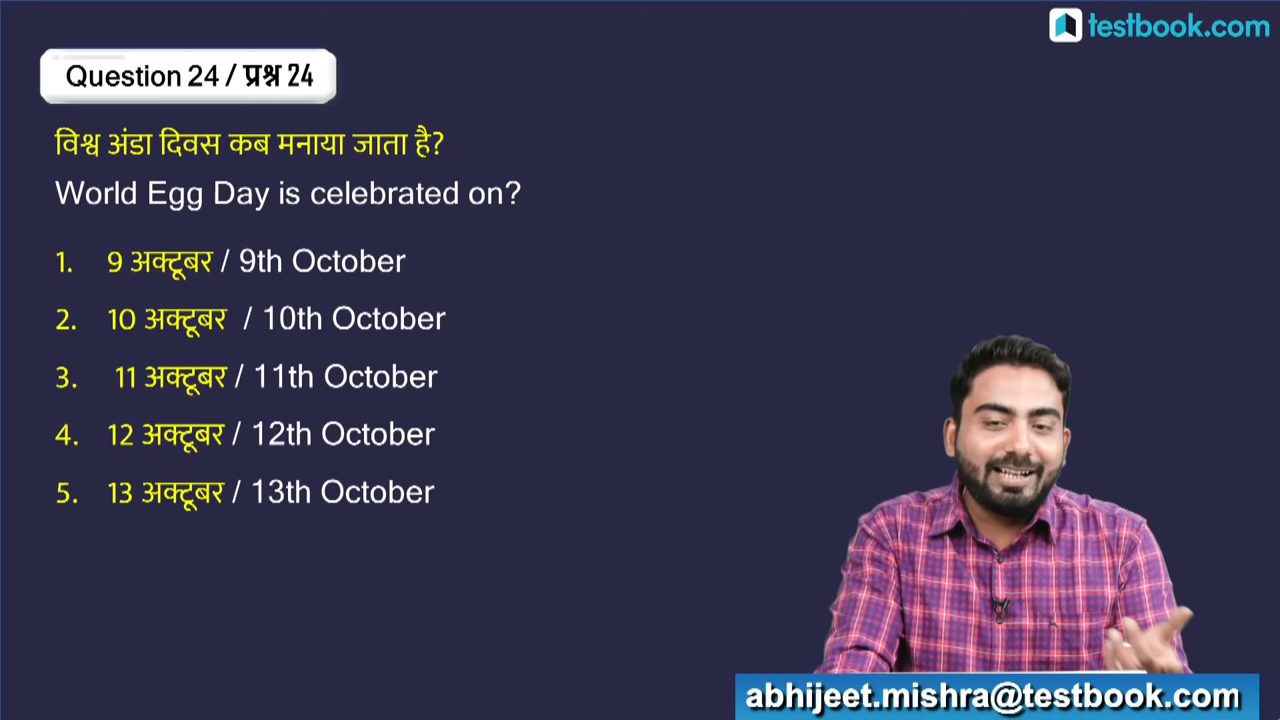 testbook.com
Question 24 / प्रश्न 24
विश्व अंडा दिवस कब मनाया जाता है?
World Egg Day is celebrated on?
1. 9 अक्टूबर / 9th October
2. 10 अक्टूबर / 10th October
3. 11 अक्टूबर / 11th October
4. 12 अक्टूबर / 12th October
5. 13 अक्टूबर / 13th October
abhijeet.mishra@testbook.com